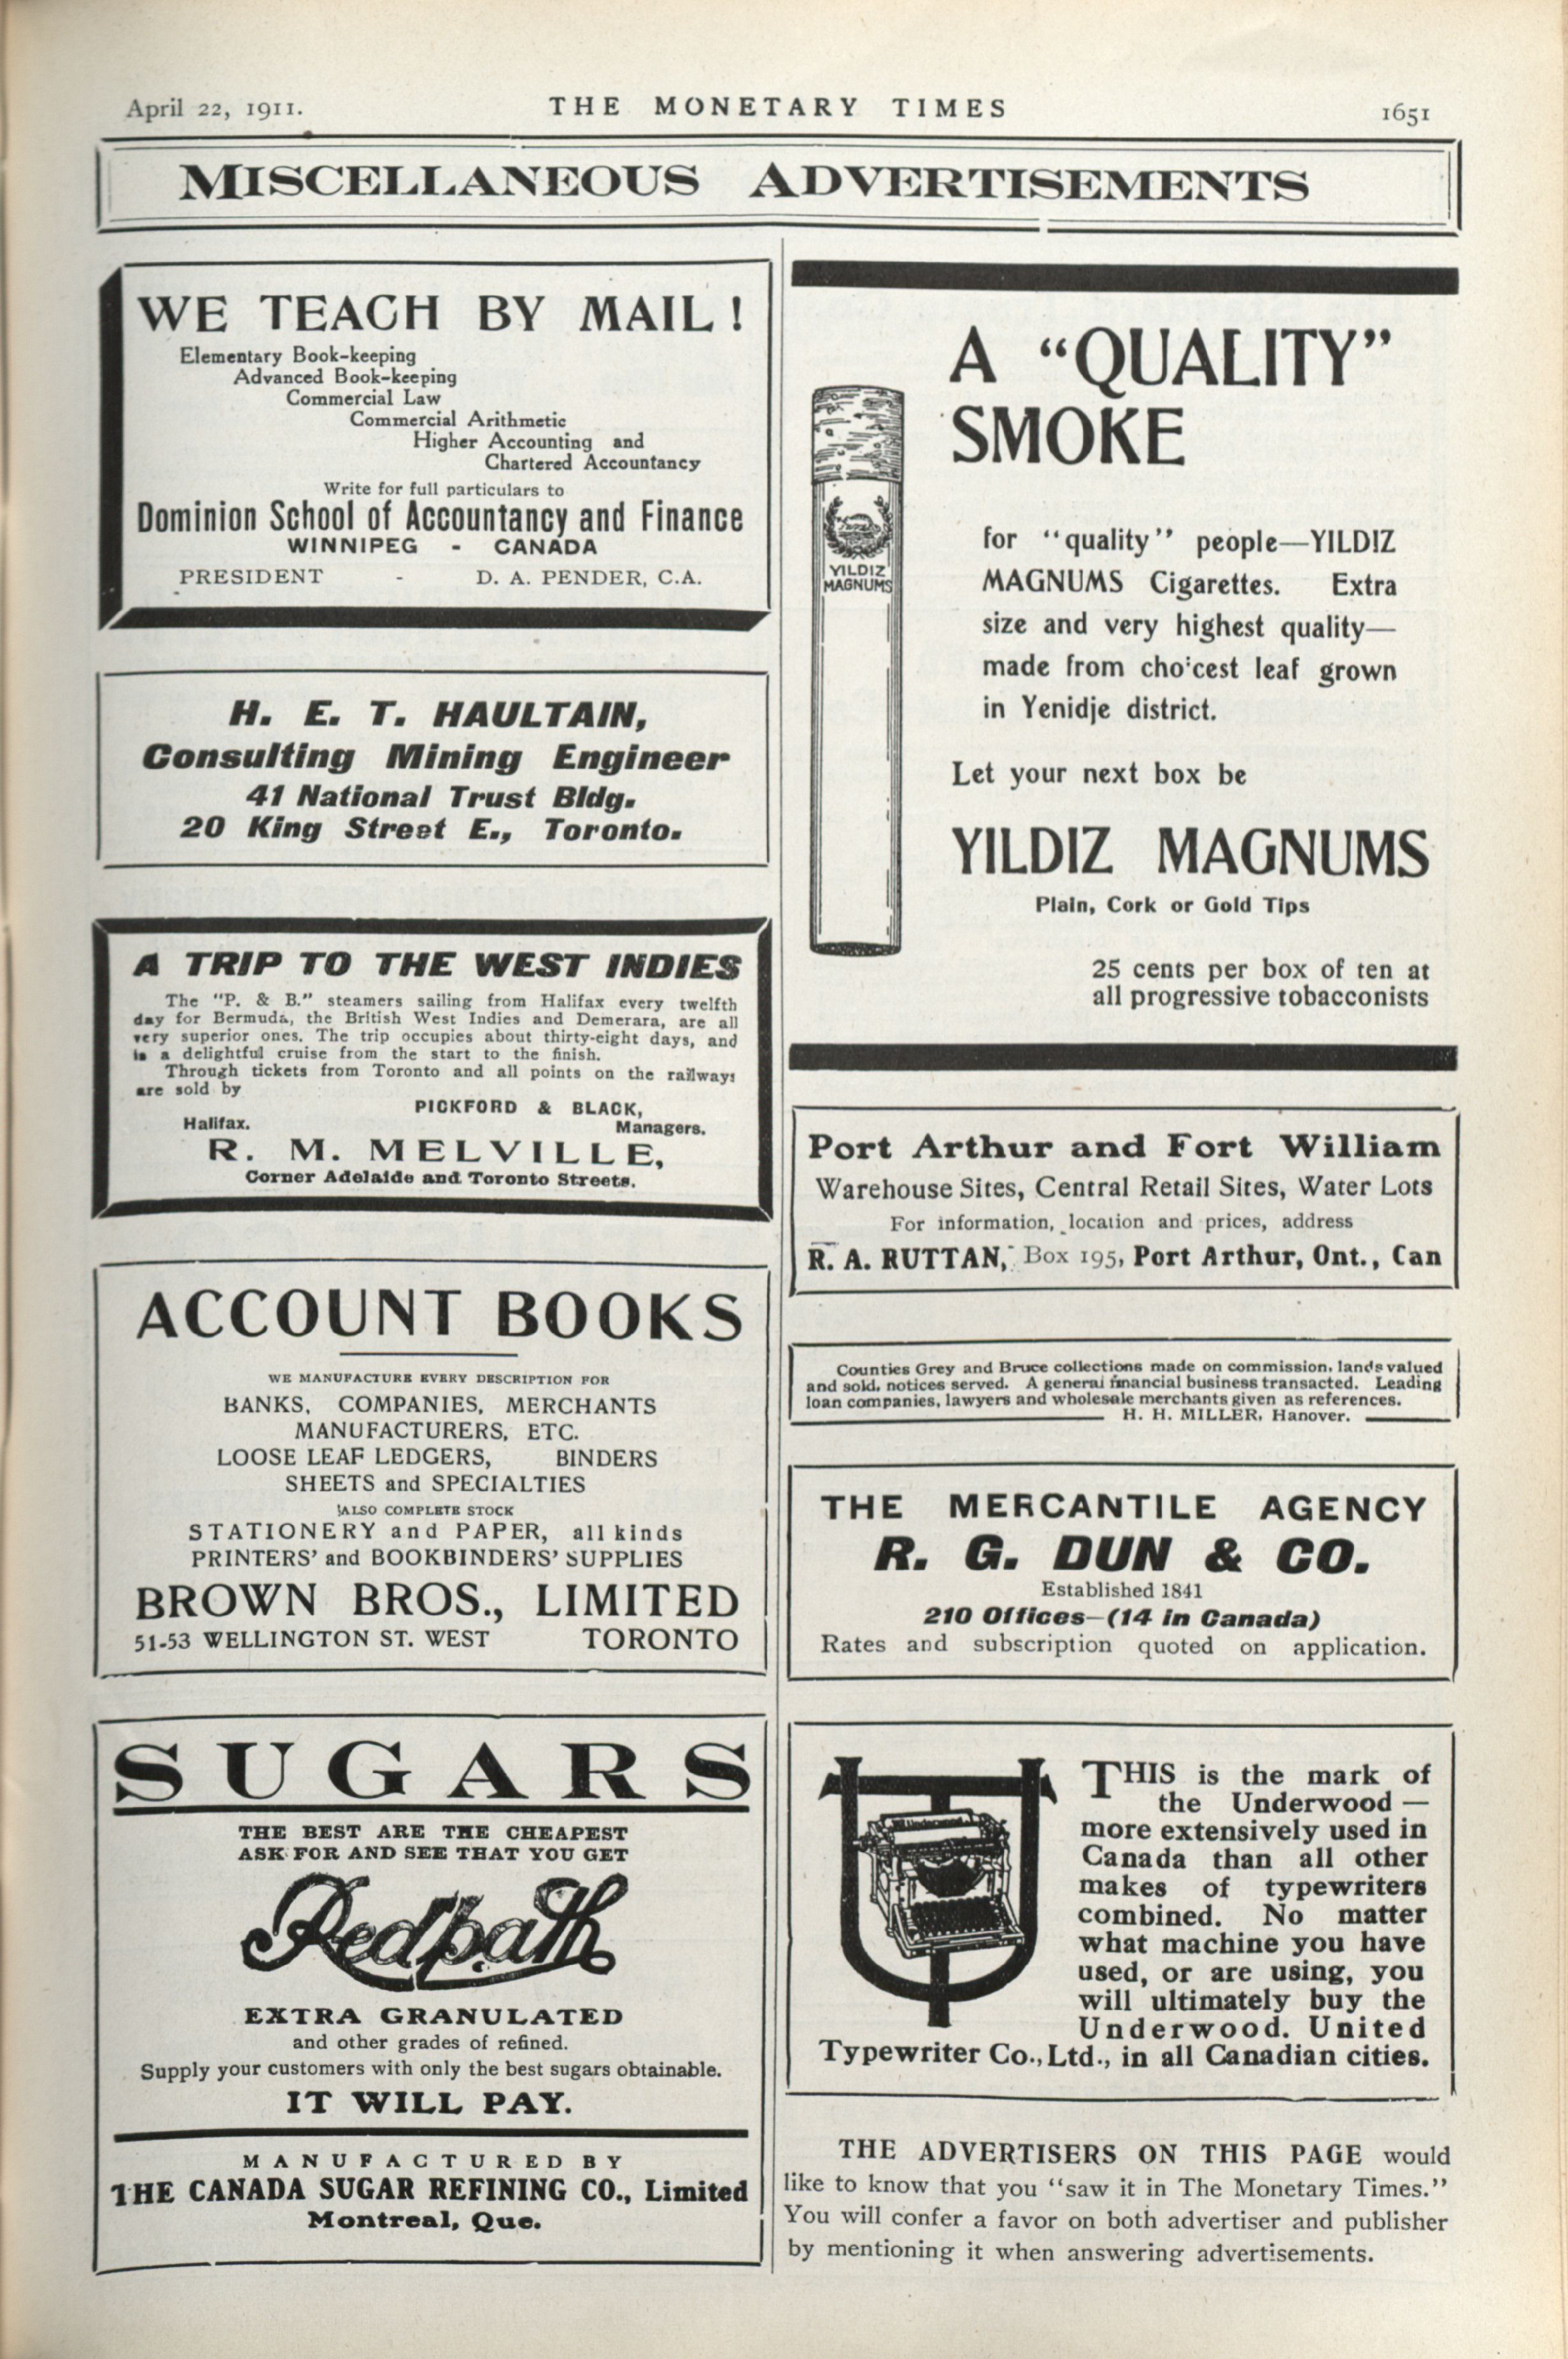 April 22, 1911.
THE MONETARY TIMES
1651
MISCELLANEOUS ADVERTISEMENTS
WE TEACH BY MAIL!
Elementary Book-keeping
Advanced Book-keeping
Commercial Law
Commercial Arithmetic
Higher Accounting and
Chartered Accountancy
Write for full particulars to
Dominion School of Accountancy and Finance
WINNIPEG - CANADA
PRESIDENT - D. A. PENDER, C.A.
H. E. T. HAULTAIN,
Consulting Mining Engineer
41 National Trust Bldg.
20 King Street E., Toronto.
A TRIP TO THE WEST INDIES
The "P. & B." steamers sailing from Halifax every twelfth
day for Bermuda, the British West Indies and Demerara, are all
very superior ones. The trip occupies about thirty-eight days, and
is a delightful cruise from the start to the finish.
Through tickets from Toronto and all points on the railways
are sold by
PICKFORD & BLACK,
Halifax. Managers.
R. M. MELVILLE,
Corner Adelaide and Toronto Streets.
ACCOUNT BOOKS
WE MANUFACTURE EVERY DESCRIPTION FOR
BANKS, COMPANIES, MERCHANTS
MANUFACTURERS, ETC.
LOOSE LEAF LEDGERS, BINDERS
SHEETS and SPECIALTIES
ALSO COMPLETE STOCK
STATIONERY and PAPER, all kinds
PRINTERS' and BOOKBINDERS' SUPPLIES
BROWN BROS., LIMITED
51-53 WELLINGTON ST. WEST TORONTO
SUGARS
THE BEST ARE THE CHEAPEST
ASK FOR AND SEE THAT YOU GET
Redpath
EXTRA GRANULATED
and other grades of refined.
Supply your customers with only the best sugars obtainable.
IT WILL PAY.
MANUFACTURED BY
THE CANADA SUGAR REFINING CO., Limited
Montreal, Que.
A "QUALITY"
SMOKE
YILDIZ
MAGNUMS
for "quality" people—YILDIZ
MAGNUMS Cigarettes. Extra
size and very highest quality—
made from choicest leaf grown
in Yenidje district.
Let your next box be
YILDIZ MAGNUMS
Plain, Cork or Gold Tips
25 cents per box of ten at
all progressive tobacconists
Port Arthur and Fort William
Warehouse Sites, Central Retail Sites, Water Lots
For information, location and prices, address
R. A. RUTTAN, Box 195, Port Arthur, Ont., Can
Counties Grey and Bruce collections made on commission, lands valued
and sold, notices served. A general financial business transacted. Leading
loan companies, lawyers and wholesale merchants given as references.
H. H. MILLER, Hanover.
THE MERCANTILE AGENCY
R. G. DUN & CO.
Established 1841
210 Offices—(14 in Canada)
Rates and subscription quoted on application.
THIS is the mark of
the Underwood —
more extensively used in
Canada than all other
makes of typewriters
combined. No matter
what machine you have
used, or are using, you
will ultimately buy the
Underwood. United
Typewriter Co., Ltd., in all Canadian cities.
THE ADVERTISERS ON THIS PAGE would
like to know that you "saw it in The Monetary Times."
You will confer a favor on both advertiser and publisher
by mentioning it when answering advertisements.